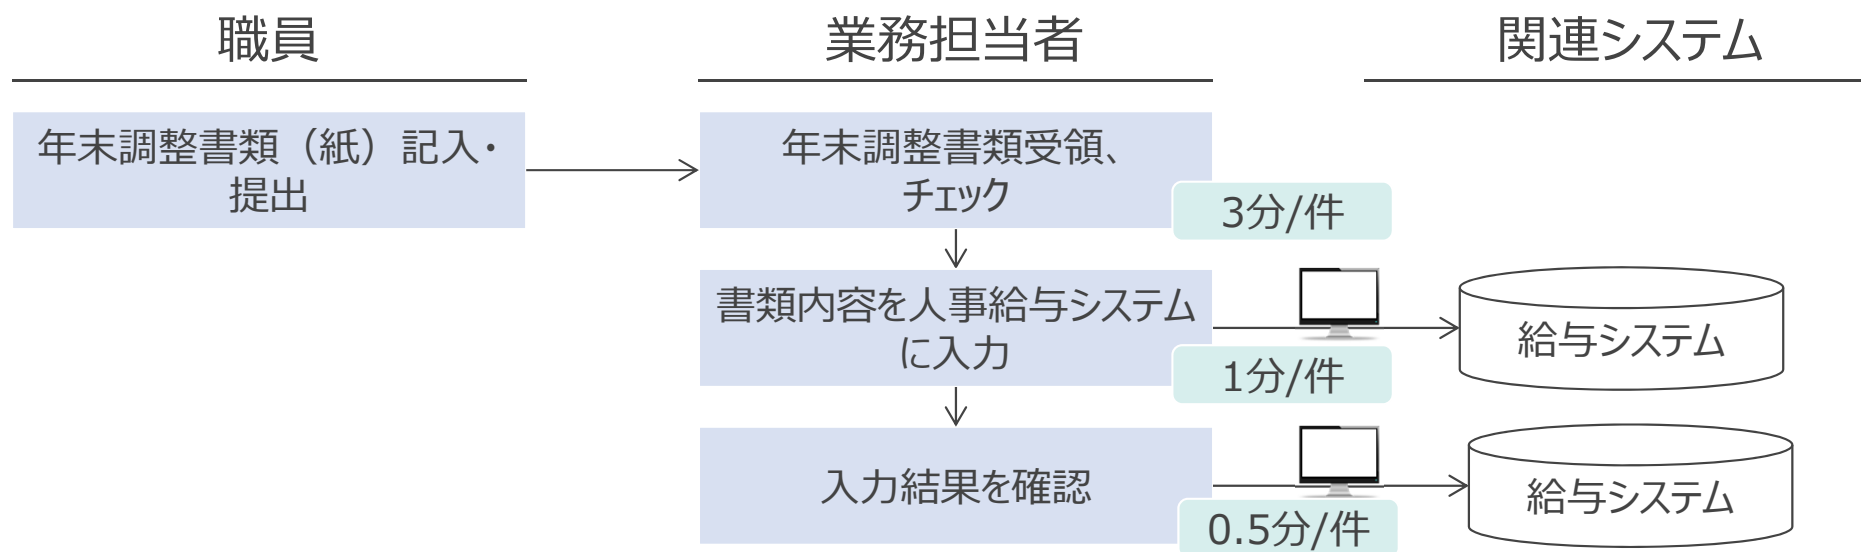 職員
業務担当者
関連システム
年末調整書類（紙）記入・
提出
年末調整書類受領、
チェック
3分/件
書類内容を人事給与システム
に入力
1分/件
給与システム
入力結果を確認
0.5分/件
給与システム